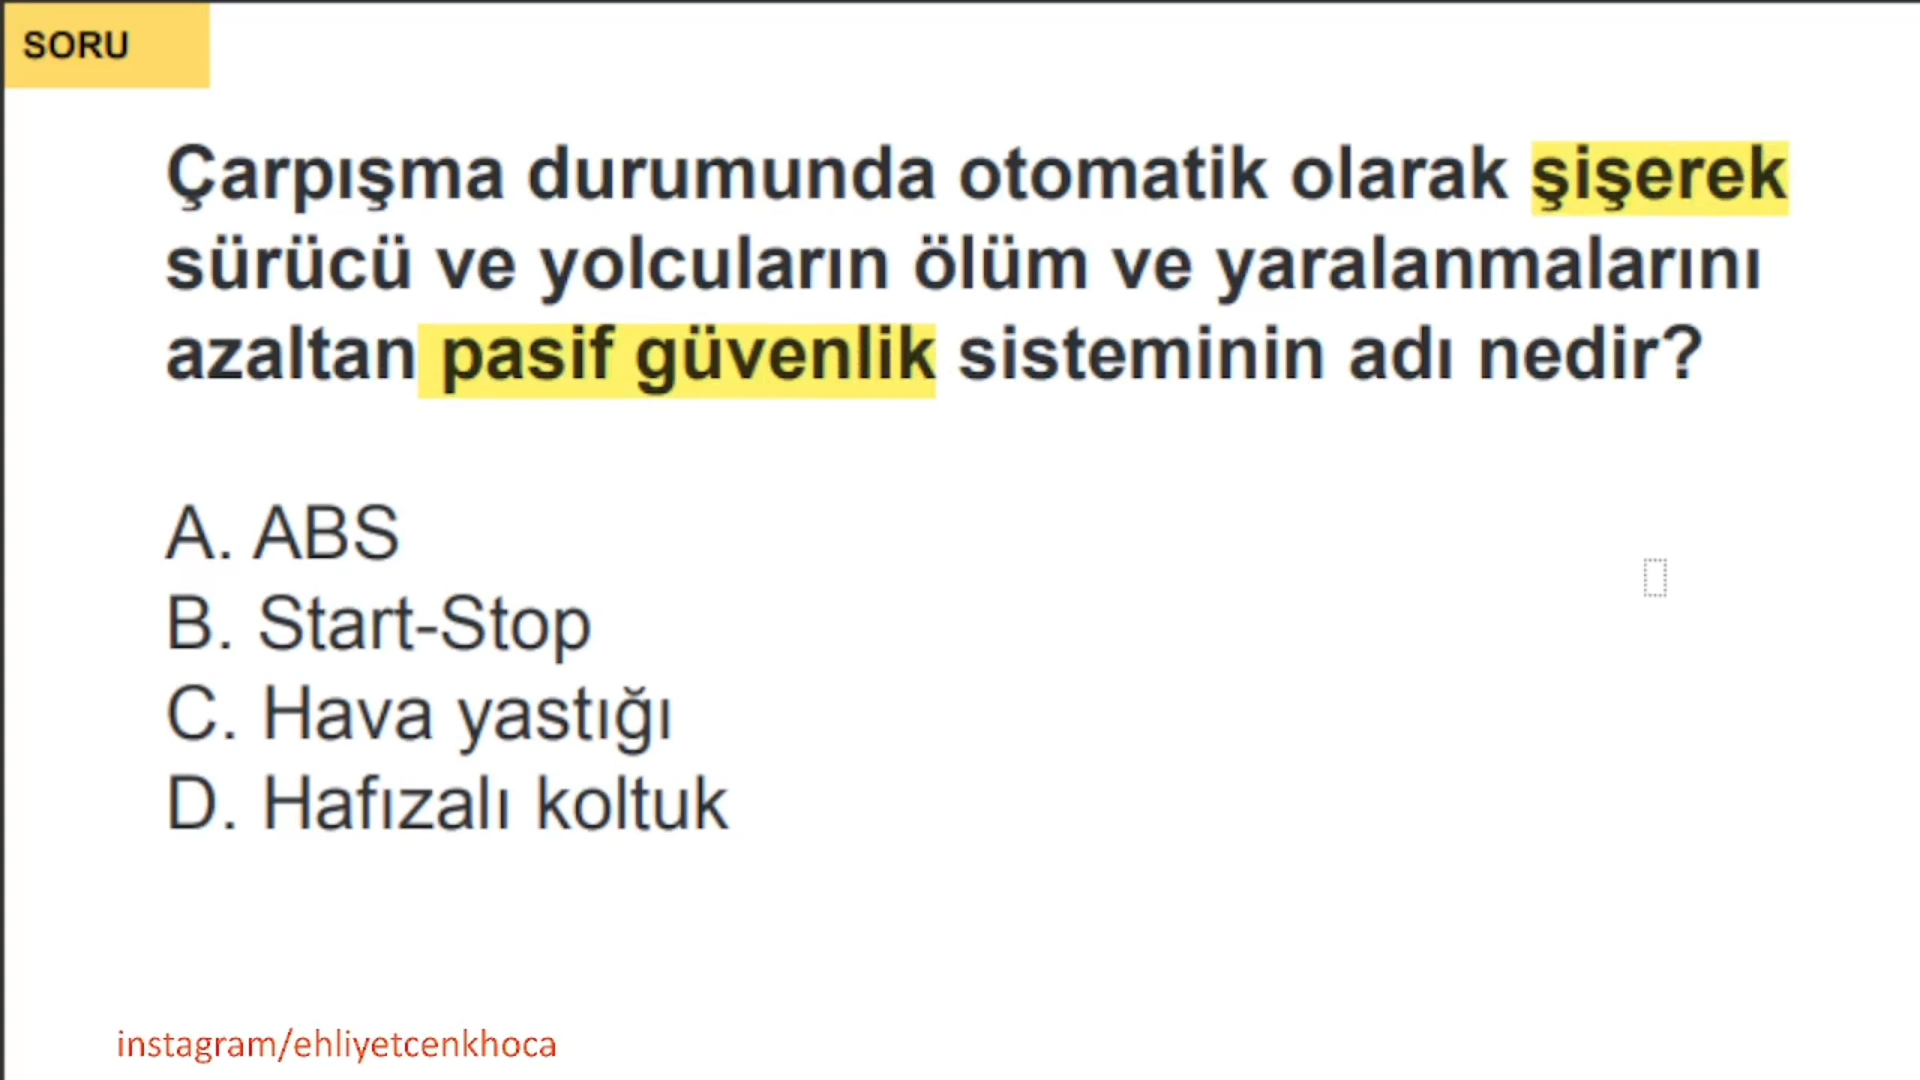 SORU
Çarpışma durumunda otomatik olarak şişerek
sürücü ve yolcuların ölüm ve yaralanmalarını
azaltan pasif güvenlik sisteminin adı nedir?
A. ABS
B. Start-Stop
C. Hava yastığı
D. Hafızalı koltuk
instagram/ehliyetcenkhoca